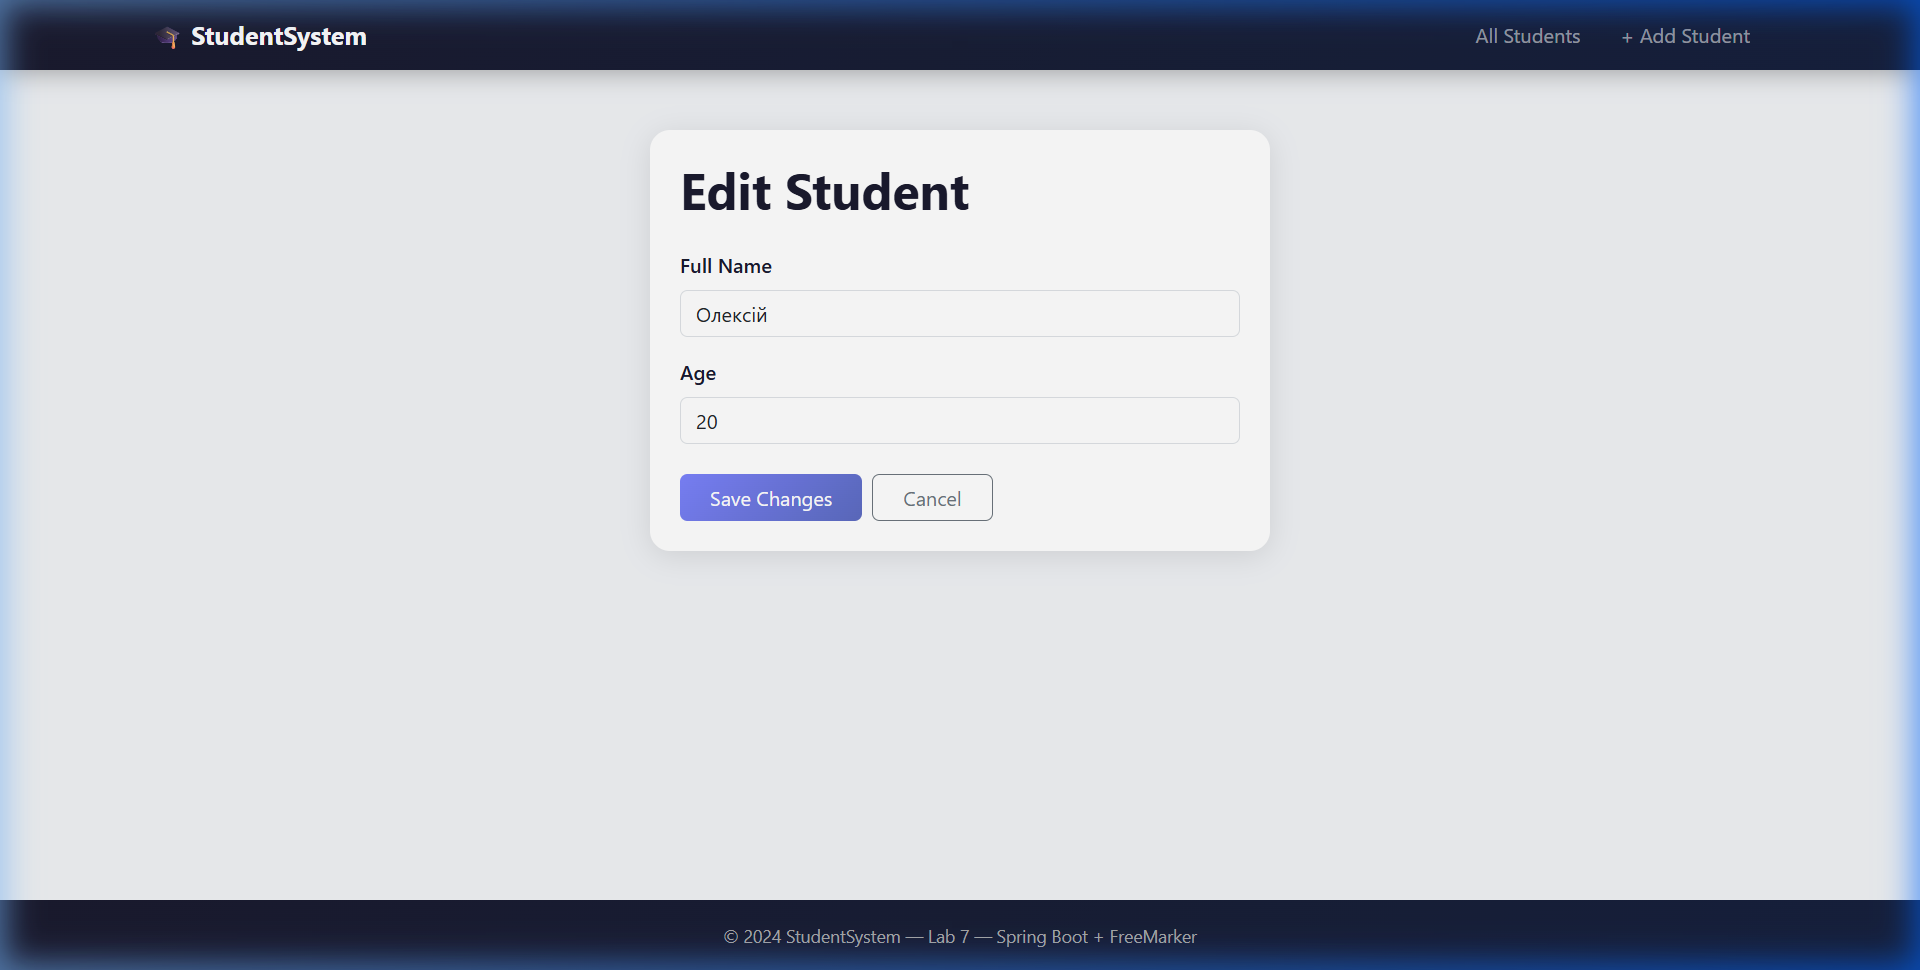 StudentSystem
All Students
+ Add Student
Edit Student
Full Name
Олексій
Age
20
Save Changes
Cancel
© 2024 StudentSystem — Lab 7 — Spring Boot + FreeMarker